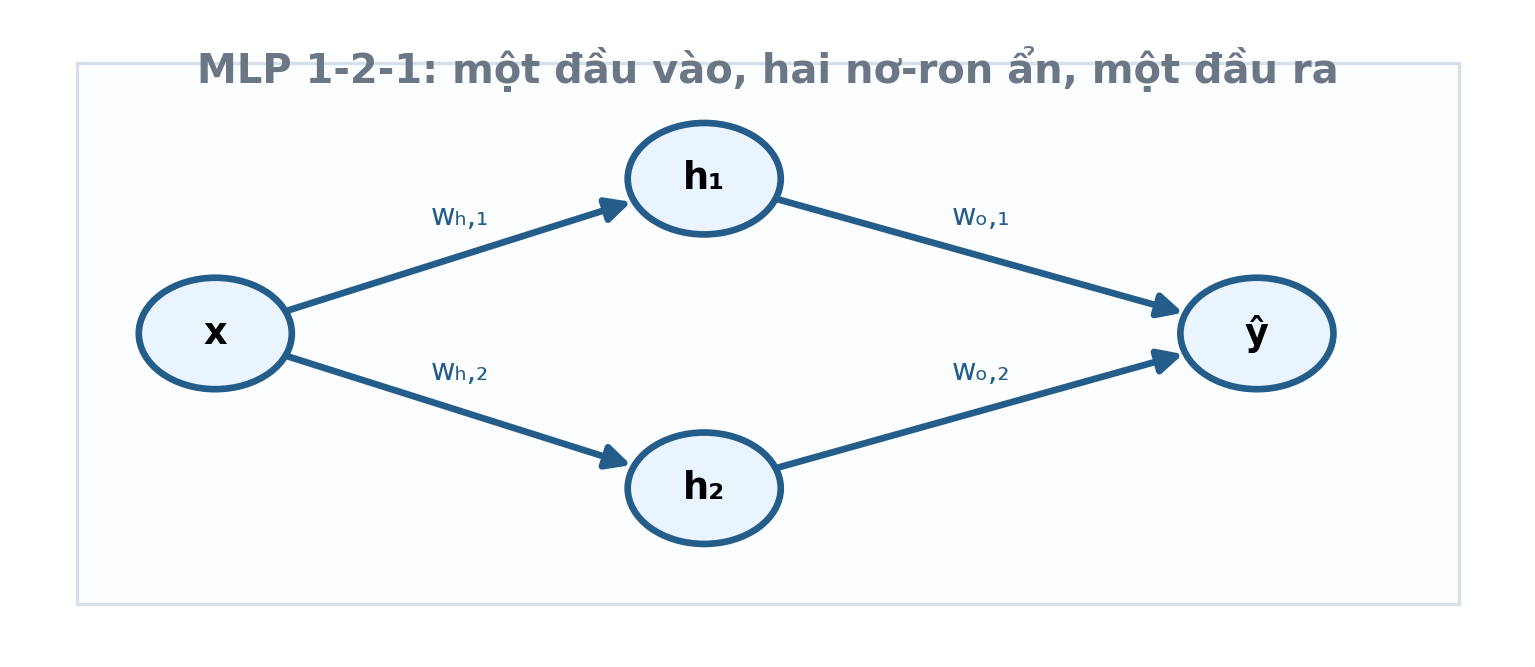 MLP 1-2-1: một đầu vào, hai nơ-ron ẩn, một đầu ra
h₁
wₕ,₁
wₒ,₁
x
ŷ
wₕ,₂
wₒ,₂
h₂